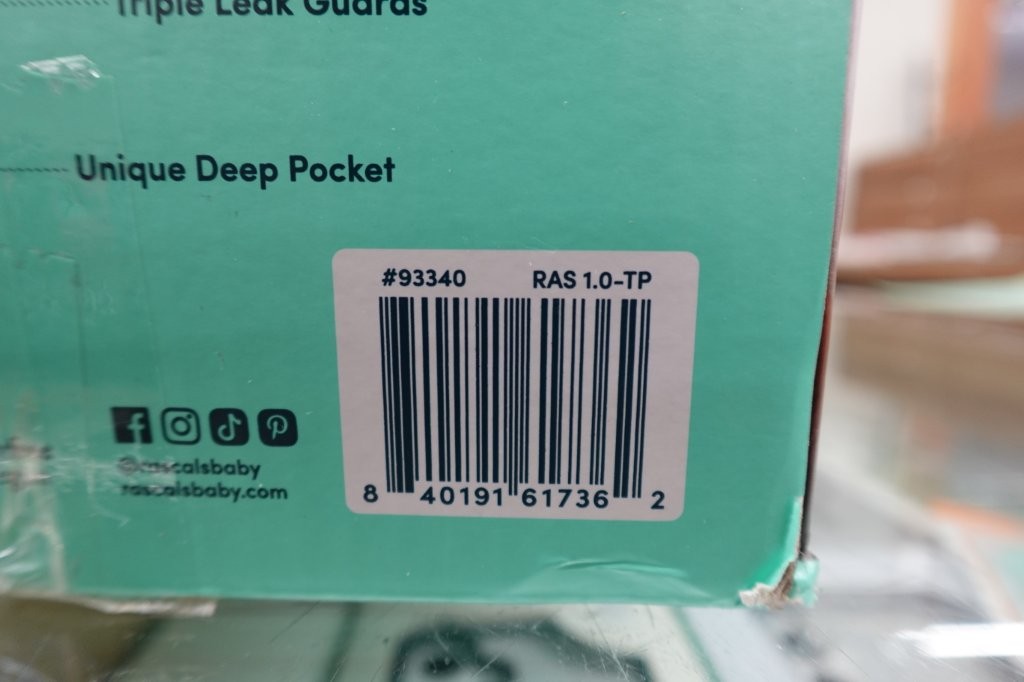 Triple Leak Guards
Unique Deep Pocket
#93340 RAS 1.0-TP
8 40191 61736 2
@rascalsbaby
rascalsbaby.com